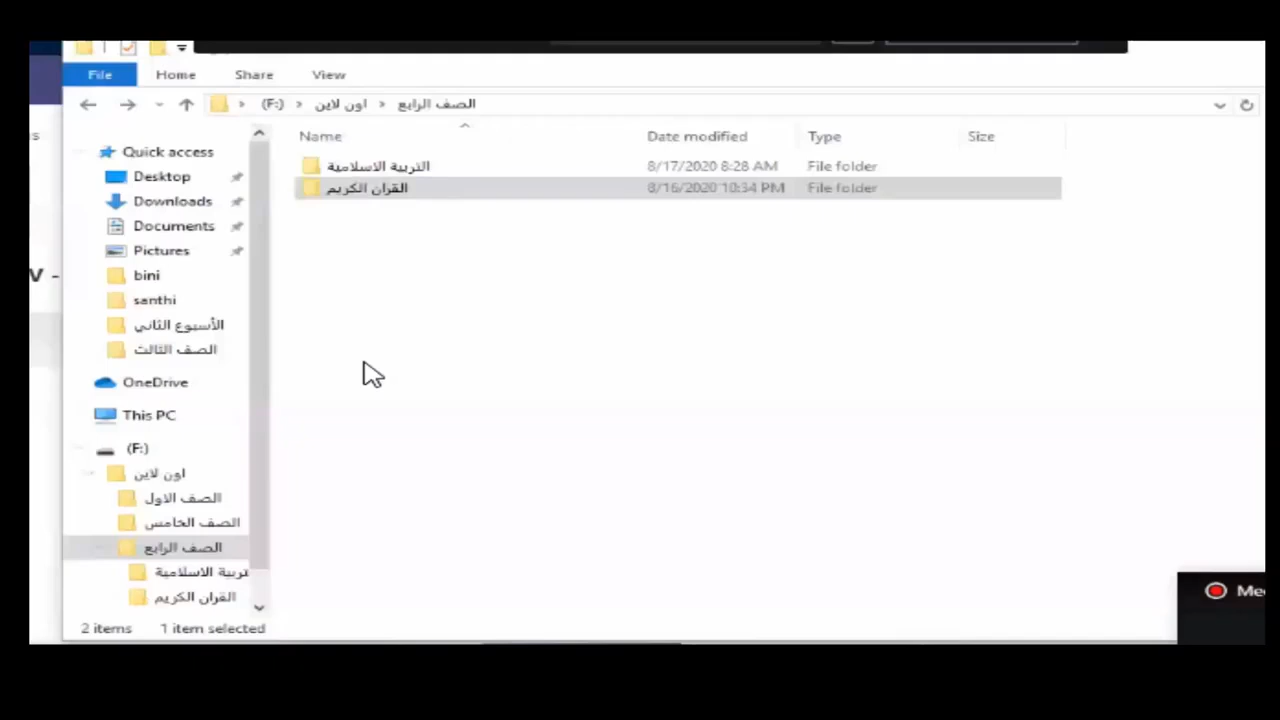 File Home Share View
(F:) اون لاين الصف الرابع
Name Date modified Type Size
التربية الاسلامية 8/17/2020 8:28 AM File folder
القران الكريم 8/16/2020 10:34 PM File folder
Quick access
Desktop
Downloads
Documents
Pictures
bini
santhi
الأسبوع الثاني
الصف الثالث
OneDrive
This PC
(F:)
اون لاين
الصف الاول
الصف الخامس
الصف الرابع
تربية الاسلامية
القران الكريم
2 items 1 item selected
V -
s
Me